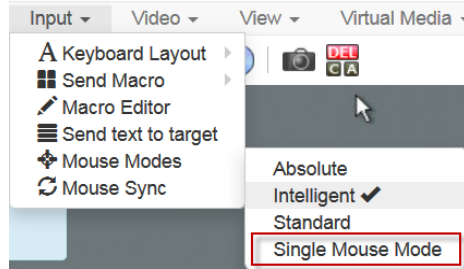 Input Video View Virtual Media
A Keyboard Layout
DEL
C A
Send Macro
Macro Editor
Send text to target
Mouse Modes
Mouse Sync
Absolute
Intelligent
Standard
Single Mouse Mode